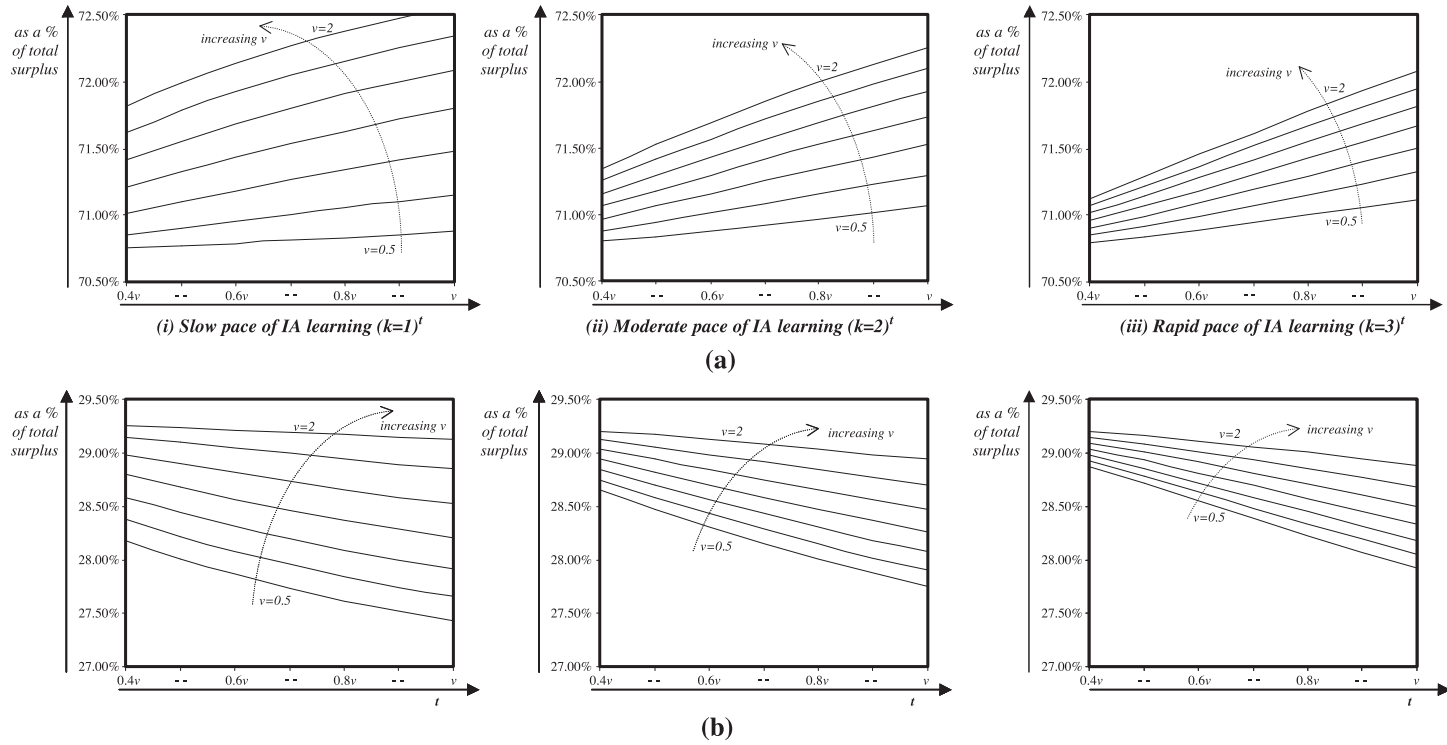 72.50%
as a %
of total
surplus
increasing v
v=2
72.00%
71.50%
71.00%
v=0.5
70.50%
0.4v -- 0.6v -- 0.8v -- v
(i) Slow pace of IA learning (k=1)^t
72.50%
as a %
of total
surplus
increasing v
v=2
72.00%
71.50%
71.00%
v=0.5
70.50%
0.4v -- 0.6v -- 0.8v -- v
(ii) Moderate pace of IA learning (k=2)^t
72.50%
as a %
of total
surplus
increasing v
v=2
72.00%
71.50%
71.00%
v=0.5
70.50%
0.4v -- 0.6v -- 0.8v -- v
(iii) Rapid pace of IA learning (k=3)^t
(a)
29.50%
as a %
of total
surplus
v=2
increasing v
29.00%
28.50%
28.00%
27.50%
v=0.5
27.00%
0.4v -- 0.6v -- 0.8v -- v
t
29.50%
as a %
of total
surplus
v=2
increasing v
29.00%
28.50%
28.00%
v=0.5
27.50%
27.00%
0.4v -- 0.6v -- 0.8v -- v
t
29.50%
as a %
of total
surplus
v=2
increasing v
29.00%
28.50%
v=0.5
28.00%
27.50%
27.00%
0.4v -- 0.6v -- 0.8v -- v
t
(b)